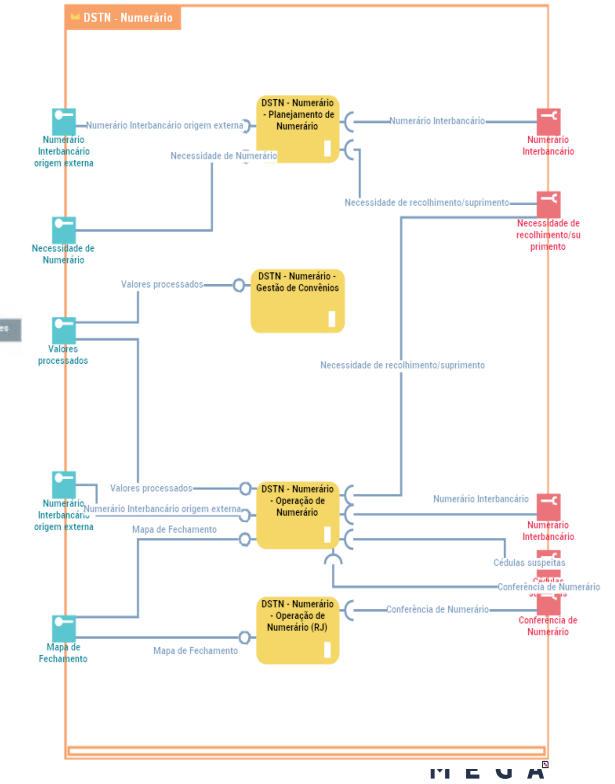 DSTN - Numerário
DSTN - Numerário
- Planejamento de
Numerário
Numerário Interbancário origem externa
Numerário Interbancário
Numerário
Interbancário
origem externa
Numerário
Interbancário
Necessidade de Numerário
Necessidade de recolhimento/suprimento
Necessidade de
recolhimento/su
primento
Necessidade de
Numerário
DSTN - Numerário -
Gestão de Convênios
Valores processados
es
Valores
processados
Necessidade de recolhimento/suprimento
DSTN - Numerário
- Operação de
Numerário
Valores processados
Numerário Interbancário
Numerário
Interbancário
origem externa
Numerário Interbancário origem externa
Numerário
Interbancário
Mapa de Fechamento
Cédulas suspeitas
Cédulas
Conferência de Numerário
DSTN - Numerário
- Operação de
Numerário (RJ)
Conferência de Numerário
Conferência de
Numerário
Mapa de
Fechamento
Mapa de Fechamento
MEGA